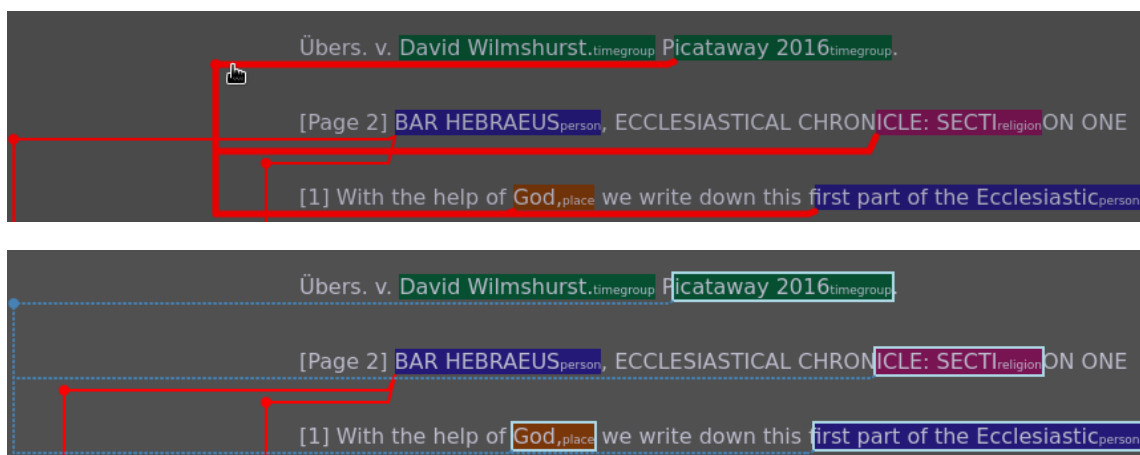 Übers. v. David Wilmshurst.timegroup Picataway 2016timegroup.
[Page 2] BAR HEBRAEUSperson, ECCLESIASTICAL CHRONICLE: SECTIreligionON ONE
[1] With the help of God,place we write down this first part of the Ecclesiasticperson
Übers. v. David Wilmshurst.timegroup Picataway 2016timegroup.
[Page 2] BAR HEBRAEUSperson, ECCLESIASTICAL CHRONICLE: SECTIreligionON ONE
[1] With the help of God,place we write down this first part of the Ecclesiasticperson